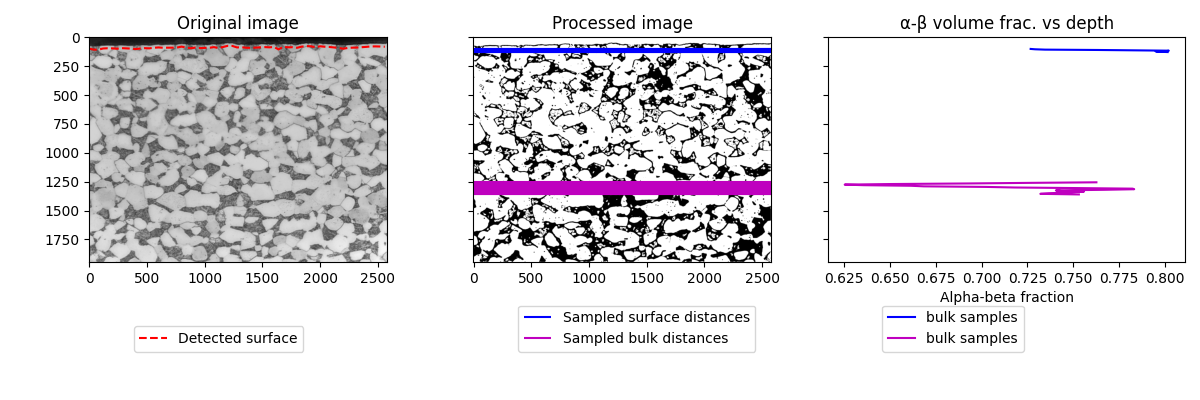 Original image
Processed image
α-β volume frac. vs depth
0
250
500
750
1000
1250
1500
1750
0 500 1000 1500 2000 2500
0 500 1000 1500 2000 2500
0.625 0.650 0.675 0.700 0.725 0.750 0.775 0.800
Alpha-beta fraction
Detected surface
Sampled surface distances
Sampled bulk distances
bulk samples
bulk samples